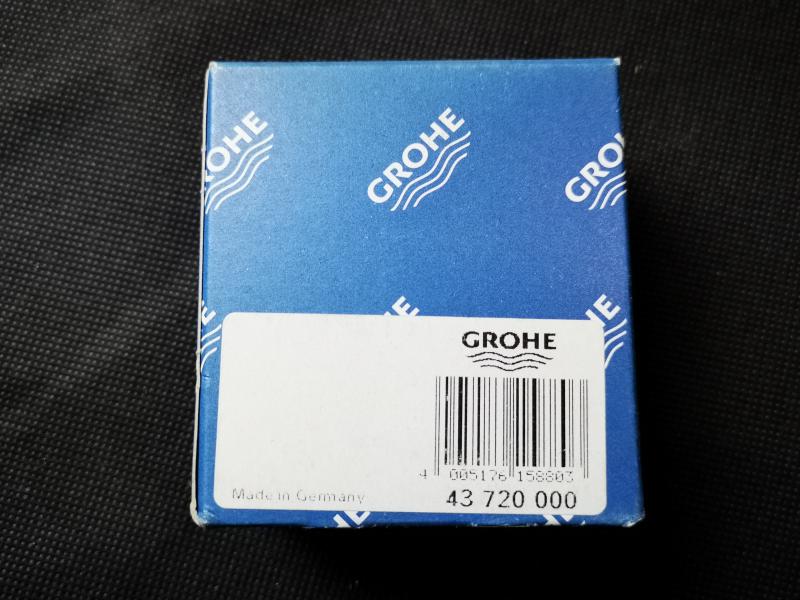 GROHE
GROHE
GROHE
GROHE
4 005176 158803
Made in Germany
43 720 000